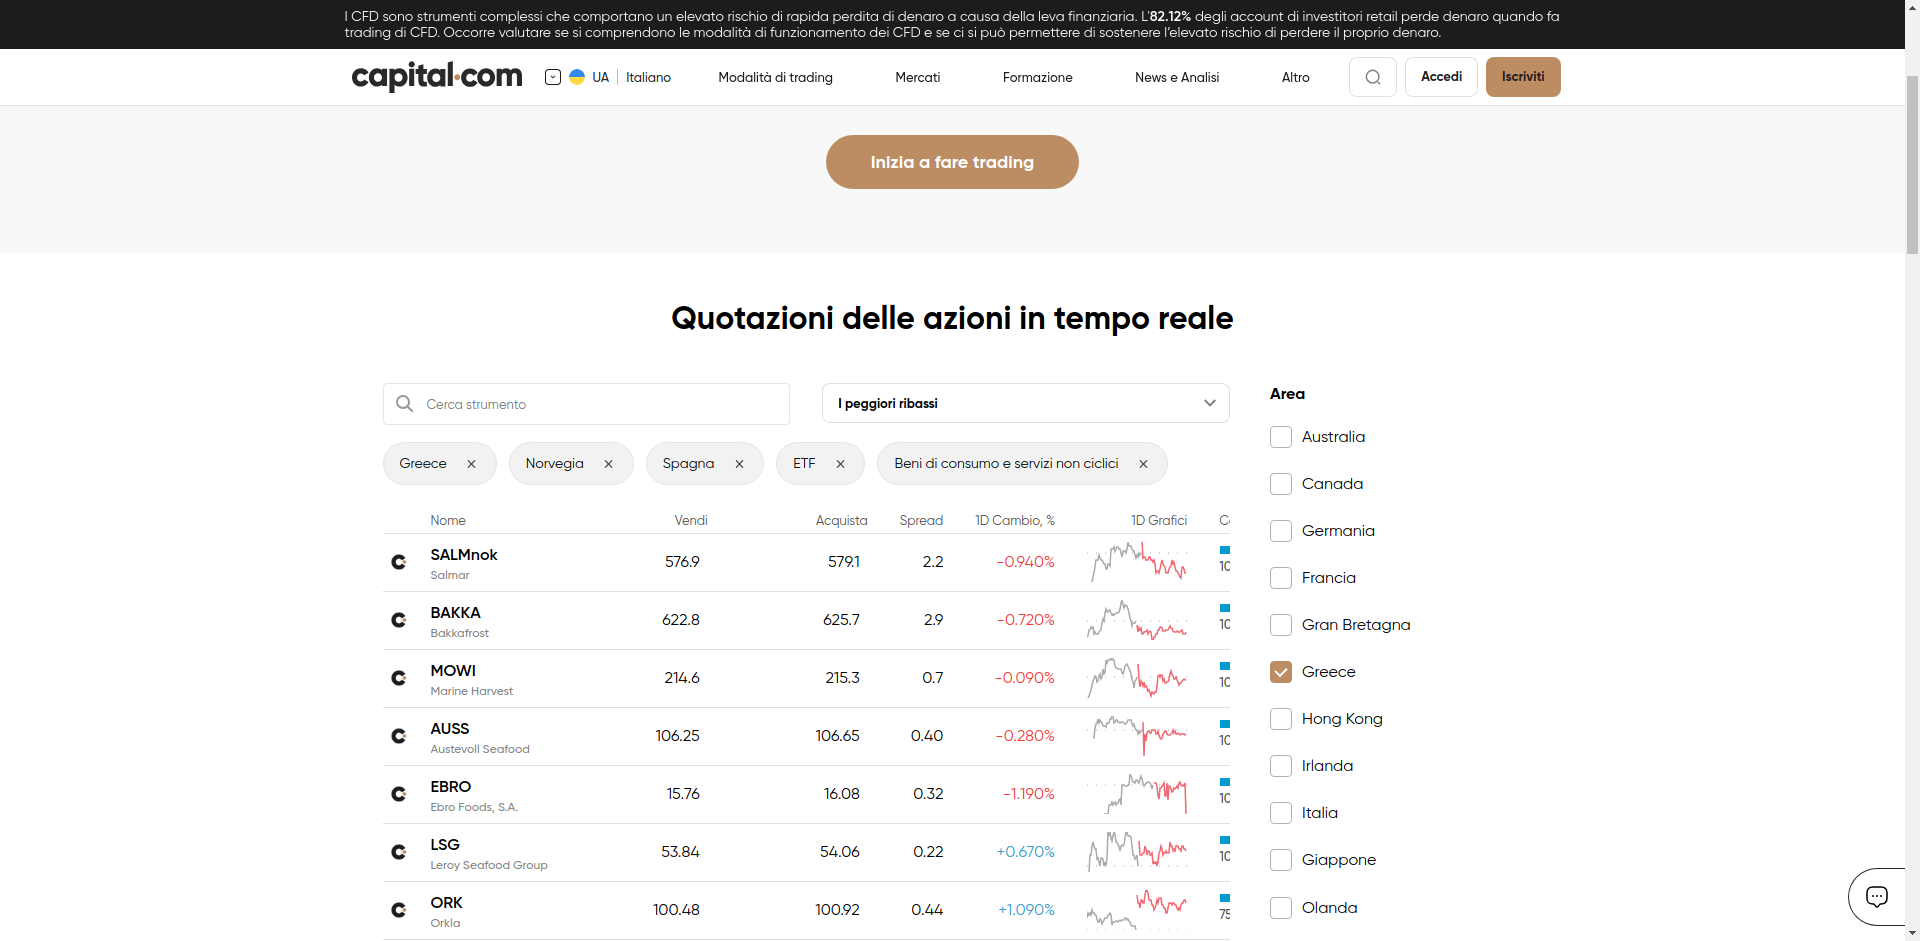 I CFD sono strumenti complessi che comportano un elevato rischio di rapida perdita di denaro a causa della leva finanziaria. L'82.12% degli account di investitori retail perde denaro quando fa
trading di CFD. Occorre valutare se si comprendono le modalità di funzionamento dei CFD e se ci si può permettere di sostenere l'elevato rischio di perdere il proprio denaro.
capital.com UA Italiano Modalità di trading Mercati Formazione News e Analisi Altro Accedi Iscriviti
Inizia a fare trading
Quotazioni delle azioni in tempo reale
Cerca strumento I peggiori ribassi
Greece Norvegia Spagna ETF Beni di consumo e servizi non ciclici
Nome Vendi Acquista Spread 1D Cambio, % 1D Grafici
SALMnok 576.9 579.1 2.2 -0.940%
Salmar 10
BAKKA 622.8 625.7 2.9 -0.720%
Bakkafrost 10
MOWI 214.6 215.3 0.7 -0.090%
Marine Harvest 10
AUSS 106.25 106.65 0.40 -0.280%
Austevoll Seafood 10
EBRO 15.76 16.08 0.32 -1.190%
Ebro Foods, S.A. 10
LSG 53.84 54.06 0.22 +0.670%
Leroy Seafood Group 10
ORK 100.48 100.92 0.44 +1.090%
Orkla 75
Area
Australia
Canada
Germania
Francia
Gran Bretagna
Greece
Hong Kong
Irlanda
Italia
Giappone
Olanda